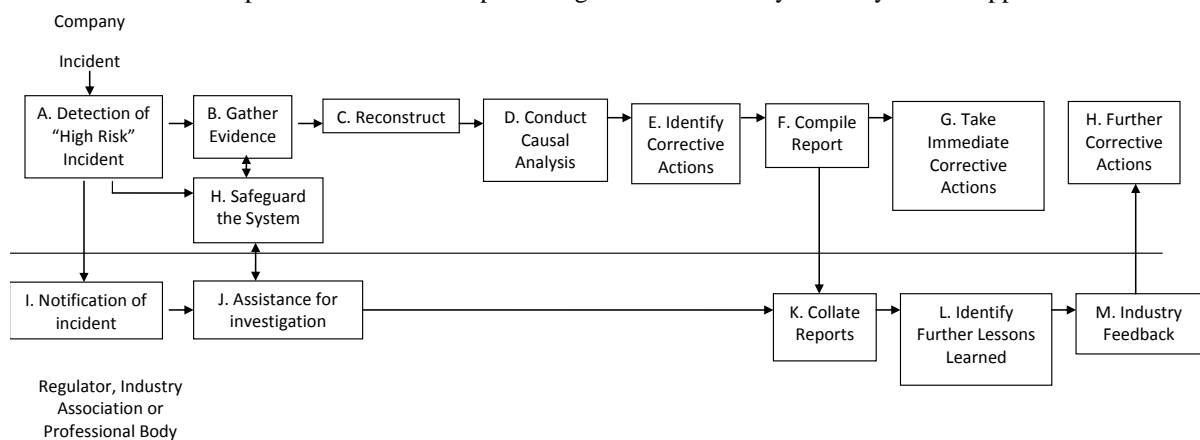 Company
Incident
A. Detection of
“High Risk”
Incident
B. Gather
Evidence
C. Reconstruct
D. Conduct
Causal
Analysis
E. Identify
Corrective
Actions
F. Compile
Report
G. Take
Immediate
Corrective
Actions
H. Further
Corrective
Actions
H. Safeguard
the System
I. Notification of
incident
J. Assistance for
investigation
K. Collate
Reports
L. Identify
Further Lessons
Learned
M. Industry
Feedback
Regulator, Industry
Association or
Professional Body